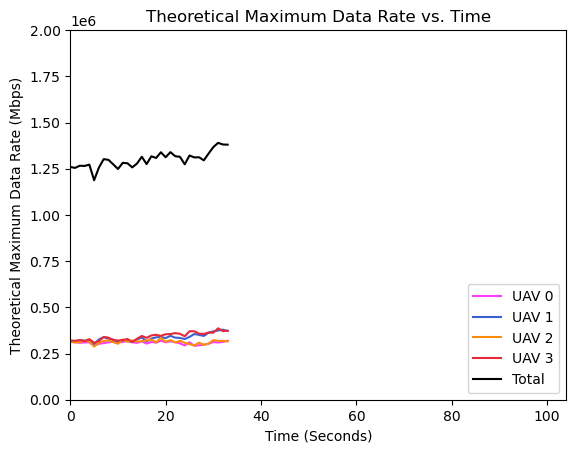 Theoretical Maximum Data Rate vs. Time
1e6
2.00
1.75
1.50
1.25
1.00
0.75
0.50
0.25
0.00
Theoretical Maximum Data Rate (Mbps)
UAV 0
UAV 1
UAV 2
UAV 3
Total
0 20 40 60 80 100
Time (Seconds)